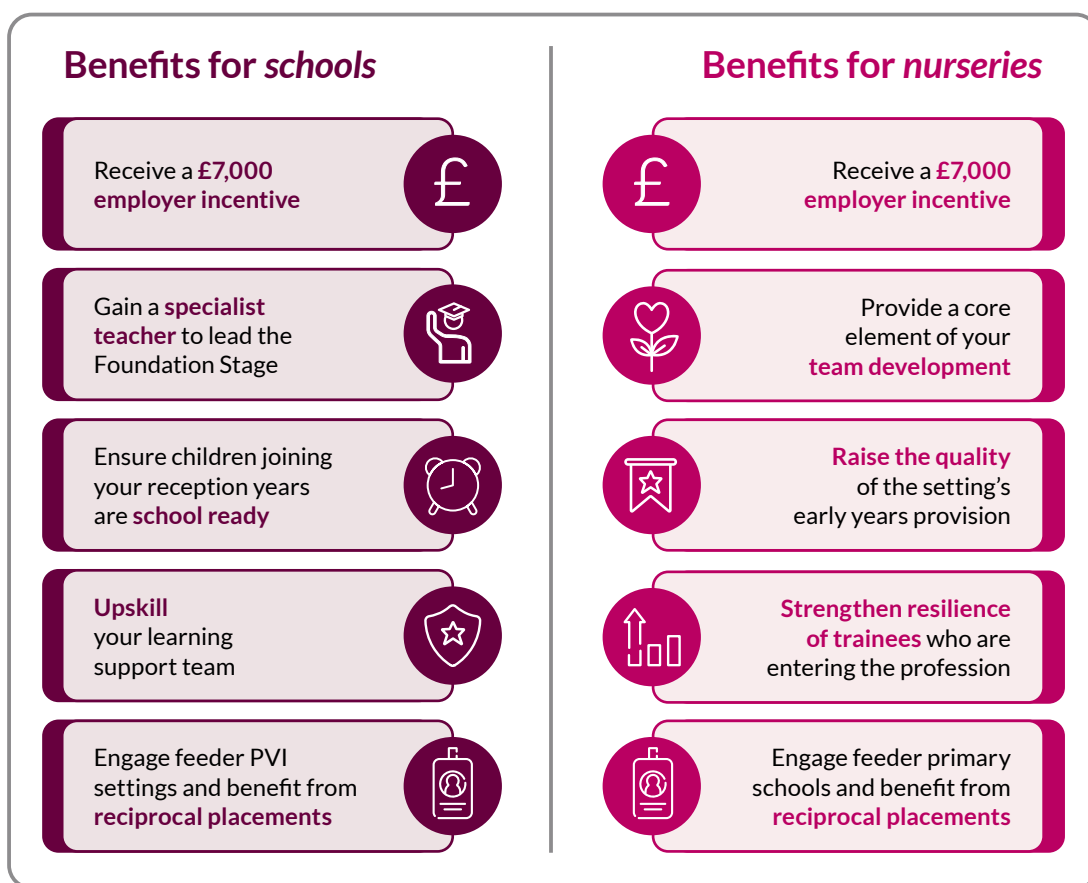 Benefits for schools
Receive a £7,000
employer incentive
£
Gain a specialist
teacher to lead the
Foundation Stage
Ensure children joining
your reception years
are school ready
Upskill
your learning
support team
Engage feeder PVI
settings and benefit from
reciprocal placements
Benefits for nurseries
£
Receive a £7,000
employer incentive
Provide a core
element of your
team development
Raise the quality
of the setting’s
early years provision
Strengthen resilience
of trainees who are
entering the profession
Engage feeder primary
schools and benefit from
reciprocal placements